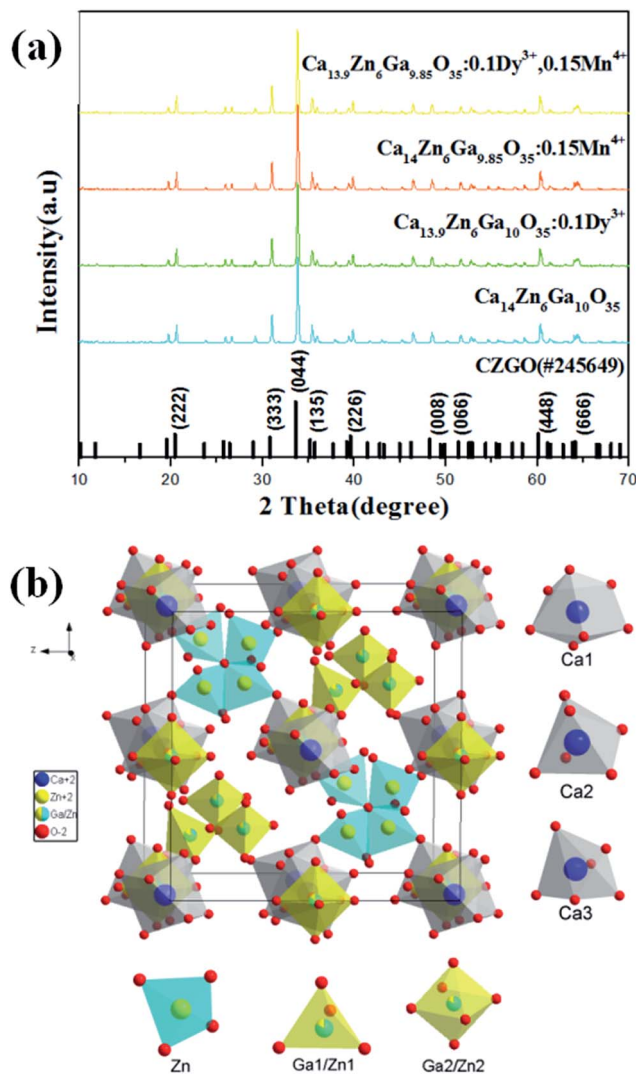 (a)
Ca13.9Zn6Ga9.85O35:0.1Dy3+,0.15Mn4+
Ca14Zn6Ga9.85O35:0.15Mn4+
Ca13.9Zn6Ga10O35:0.1Dy3+
Ca14Zn6Ga10O35
CZGO(#245649)
Intensity(a.u)
(222)
(333)
(044)
(135)
(226)
(008)
(066)
(448)
(666)
10 20 30 40 50 60 70
2 Theta(degree)
(b)
z x
Ca+2
Zn+2
Ga/Zn
O-2
Ca1
Ca2
Ca3
Zn
Ga1/Zn1
Ga2/Zn2